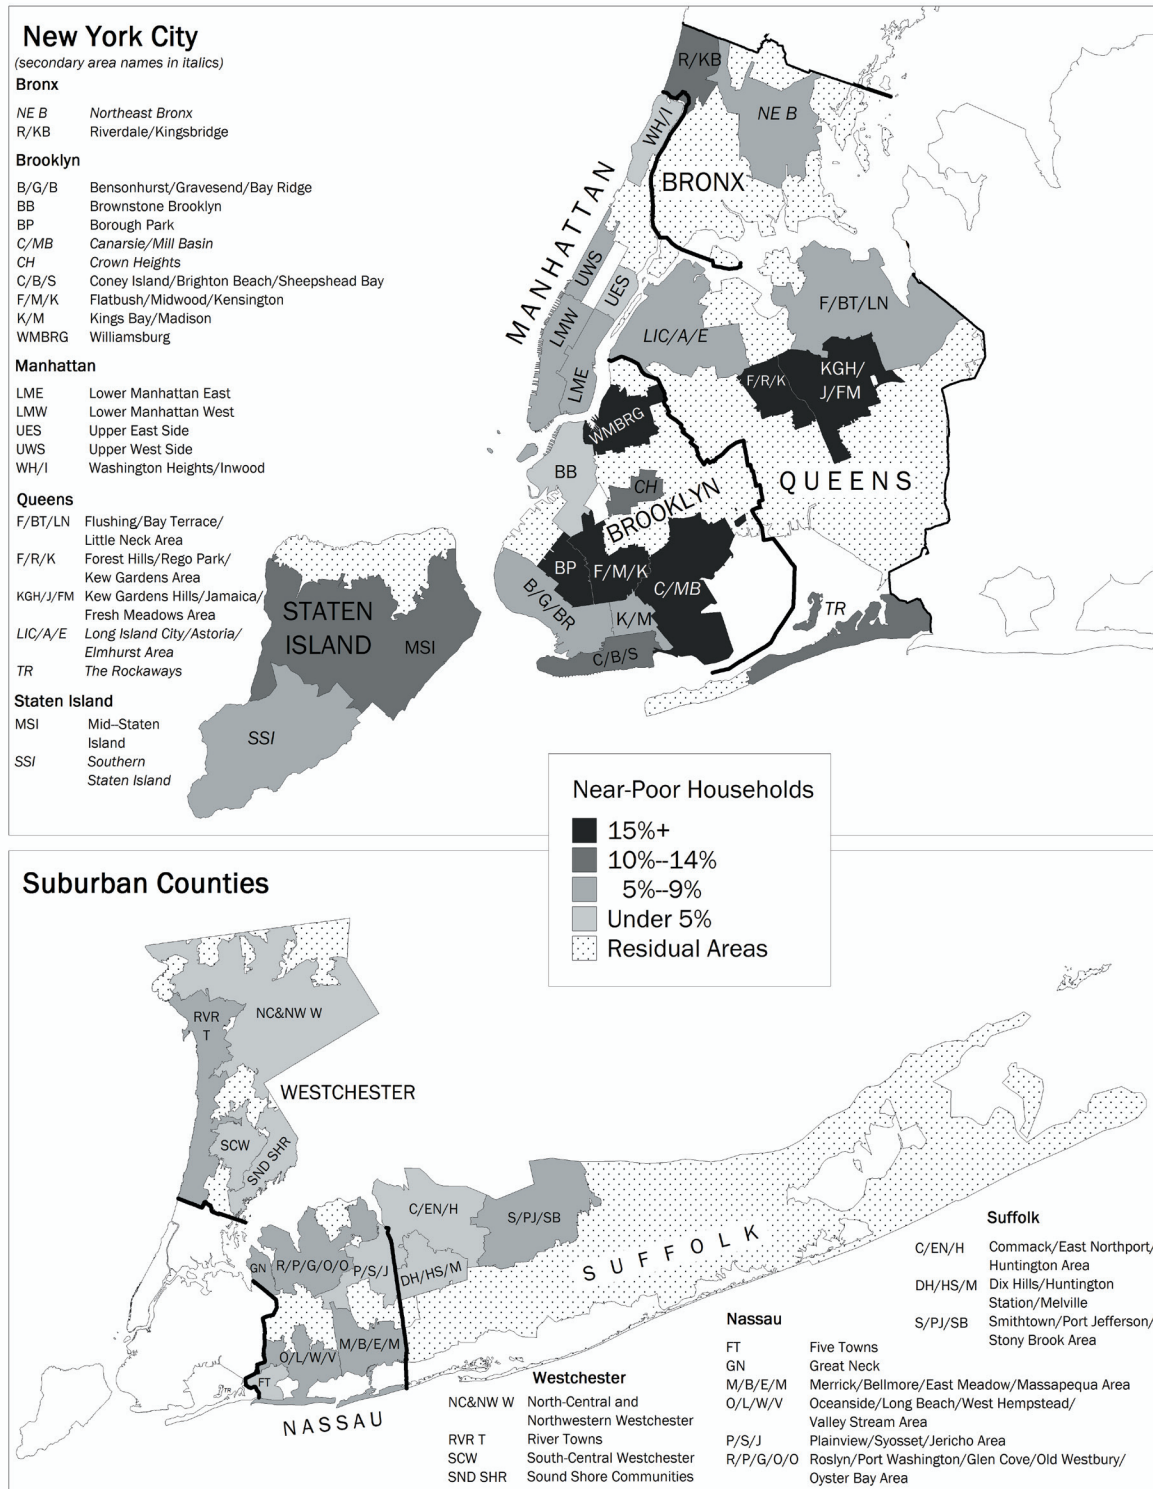 New York City
(secondary area names in italics)
Bronx
NE B Northeast Bronx
R/KB Riverdale/Kingsbridge
Brooklyn
B/G/B Bensonhurst/Gravesend/Bay Ridge
BB Brownstone Brooklyn
BP Borough Park
C/MB Canarsie/Mill Basin
CH Crown Heights
C/B/S Coney Island/Brighton Beach/Sheepshead Bay
F/M/K Flatbush/Midwood/Kensington
K/M Kings Bay/Madison
WMBRG Williamsburg
Manhattan
LME Lower Manhattan East
LMW Lower Manhattan West
UES Upper East Side
UWS Upper West Side
WH/I Washington Heights/Inwood
Queens
F/BT/LN Flushing/Bay Terrace/
Little Neck Area
F/R/K Forest Hills/Rego Park/
Kew Gardens Area
KGH/J/FM Kew Gardens Hills/Jamaica/
Fresh Meadows Area
LIC/A/E Long Island City/Astoria/
Elmhurst Area
TR The Rockaways
Staten Island
MSI Mid--Staten
Island
SSI Southern
Staten Island
R/KB
NE B
WH/I
BRONX
MANHATTAN
UWS
UES
LMW
LME
LIC/A/E
F/BT/LN
F/R/K
KGH/
J/FM
WMBRG
BB
CH
BROOKLYN
QUEENS
BP
F/M/K
C/MB
B/G/BR
K/M
C/B/S
TR
STATEN
ISLAND
MSI
SSI
Near-Poor Households
15%+
10%--14%
5%--9%
Under 5%
Residual Areas
Suburban Counties
RVR
T
NC&NW W
WESTCHESTER
SCW
SND SHR
C/EN/H
S/PJ/SB
GN
R/P/G/O/O
P/S/J
DH/HS/M
SUFFOLK
O/L/W/V
M/B/E/M
FT
TR
NASSAU
Westchester
NC&NW W North-Central and
Northwestern Westchester
RVR T River Towns
SCW South-Central Westchester
SND SHR Sound Shore Communities
Nassau
FT Five Towns
GN Great Neck
M/B/E/M Merrick/Bellmore/East Meadow/Massapequa Area
O/L/W/V Oceanside/Long Beach/West Hempstead/
Valley Stream Area
P/S/J Plainview/Syosset/Jericho Area
R/P/G/O/O Roslyn/Port Washington/Glen Cove/Old Westbury/
Oyster Bay Area
Suffolk
C/EN/H Commack/East Northport/
Huntington Area
DH/HS/M Dix Hills/Huntington
Station/Melville
S/PJ/SB Smithtown/Port Jefferson/
Stony Brook Area